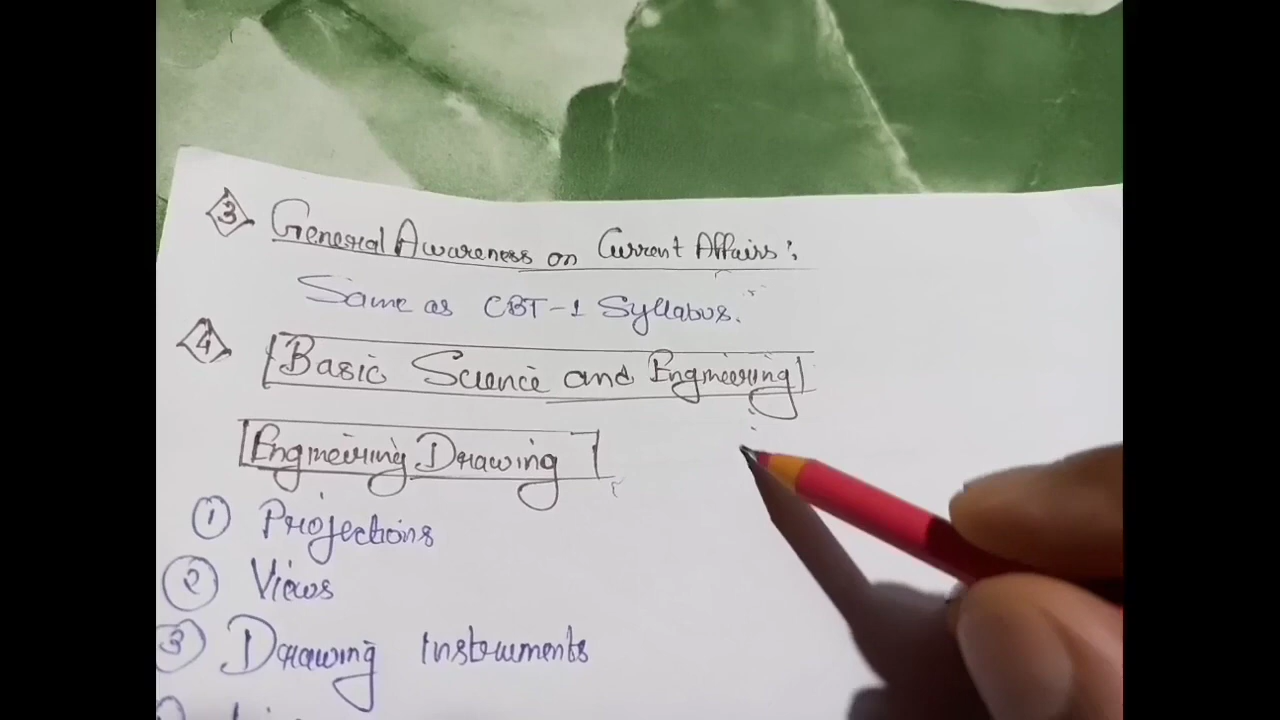 3 General Awareness on Current Affairs:
Same as CBT-1 Syllabus.
4 Basic Science and Engineering
Engineering Drawing
1 Projections
2 Views
3 Drawing instruments